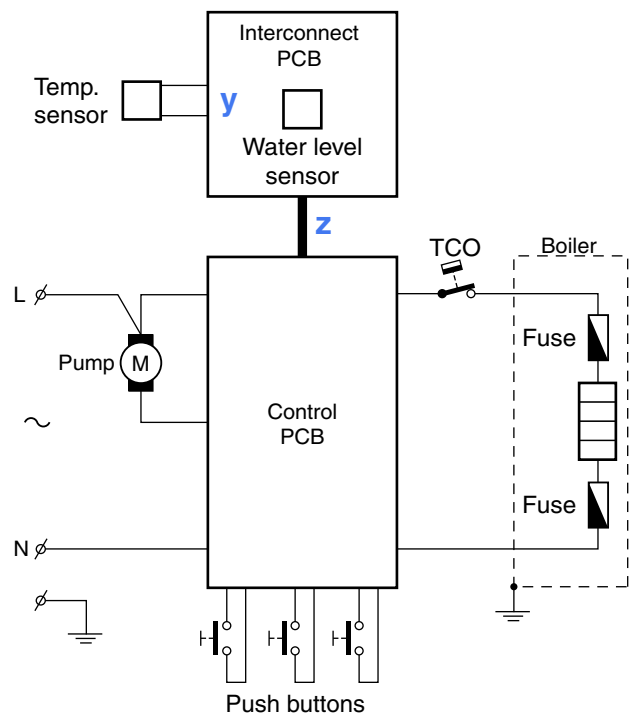 Interconnect
PCB
Temp.
sensor
y
Water level
sensor
z
TCO
Boiler
L
Fuse
Pump
M
Control
PCB
Fuse
N
Push buttons